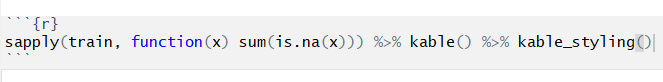 ```{r}
sapply(train, function(x) sum(is.na(x))) %>% kable() %>% kable_styling()
```